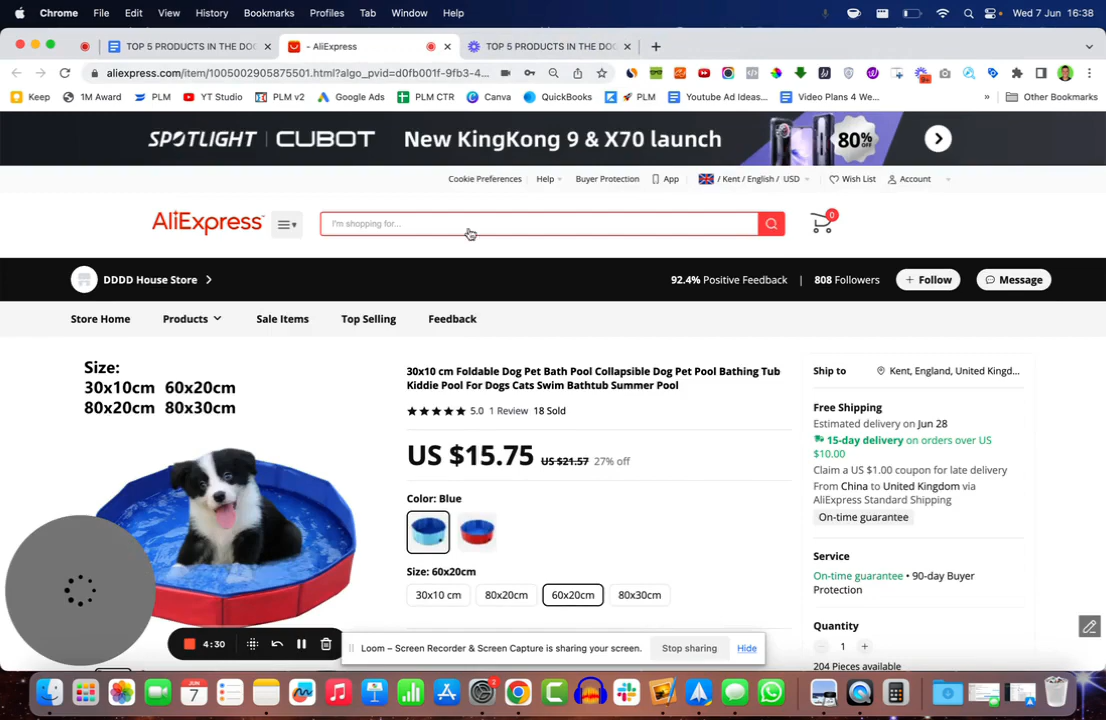 Chrome File Edit View History Bookmarks Profiles Tab Window Help Wed 7 Jun 16:38
TOP 5 PRODUCTS IN THE DO - AliExpress TOP 5 PRODUCTS IN THE DO
aliexpress.com/item/1005002905875501.html?algo_pvid=d0fb001f-9fb3-4...
Keep 1M Award PLM YT Studio PLM v2 Google Ads PLM CTR Canva QuickBooks PLM Youtube Ad Ideas... Video Plans 4 We... » Other Bookmarks
SPOTLIGHT CUBOT New KingKong 9 & X70 launch 80% OFF
Cookie Preferences Help Buyer Protection App / Kent / English / USD Wish List Account
AliExpress I'm shopping for... 0
DDDD House Store 92.4% Positive Feedback | 808 Followers + Follow Message
Store Home Products Sale Items Top Selling Feedback
Size:
30x10cm 60x20cm
80x20cm 80x30cm
30x10 cm Foldable Dog Pet Bath Pool Collapsible Dog Pet Pool Bathing Tub
Kiddie Pool For Dogs Cats Swim Bathtub Summer Pool
5.0 1 Review 18 Sold
US $15.75 US $21.57 27% off
Color: Blue
Size: 60x20cm
30x10 cm 80x20cm 60x20cm 80x30cm
Ship to Kent, England, United Kingd...
Free Shipping
Estimated delivery on Jun 28
15-day delivery on orders over US
$10.00
Claim a US $1.00 coupon for late delivery
From China to United Kingdom via
AliExpress Standard Shipping
On-time guarantee
Service
On-time guarantee • 90-day Buyer
Protection
Quantity
1
204 Pieces available
4:30
Loom – Screen Recorder & Screen Capture is sharing your screen. Stop sharing Hide